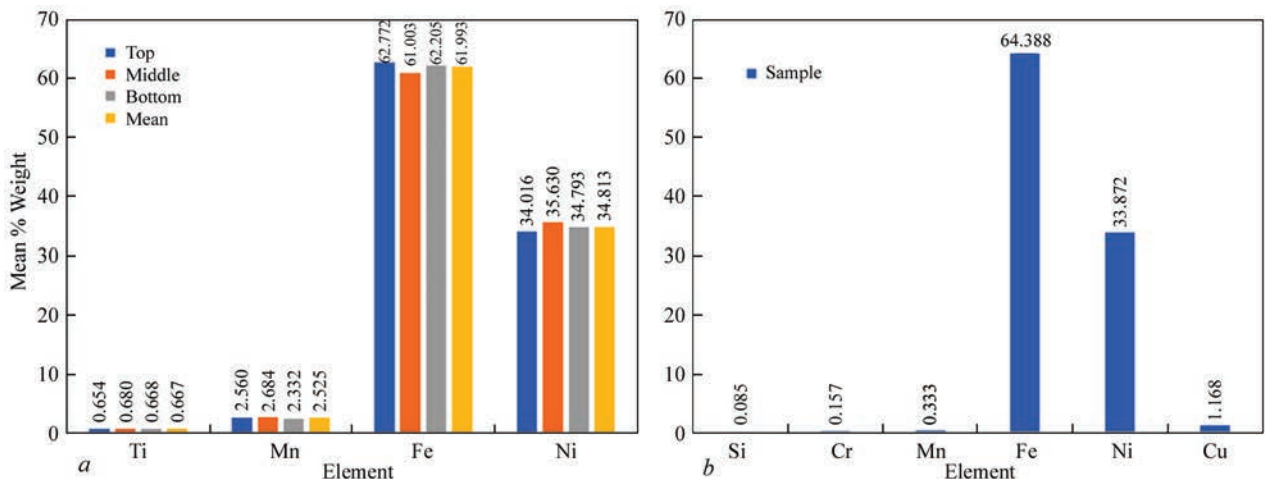 70
60
50
40
30
20
10
0
Mean % Weight
Top
Middle
Bottom
Mean
0.654
0.680
0.668
0.667
2.560
2.684
2.332
2.525
62.772
61.003
62.205
61.993
34.016
35.630
34.793
34.813
Ti
Mn
Fe
Ni
a
Element
70
60
50
40
30
20
10
0
Sample
0.085
0.157
0.333
64.388
33.872
1.168
Si
Cr
Mn
Fe
Ni
Cu
b
Element